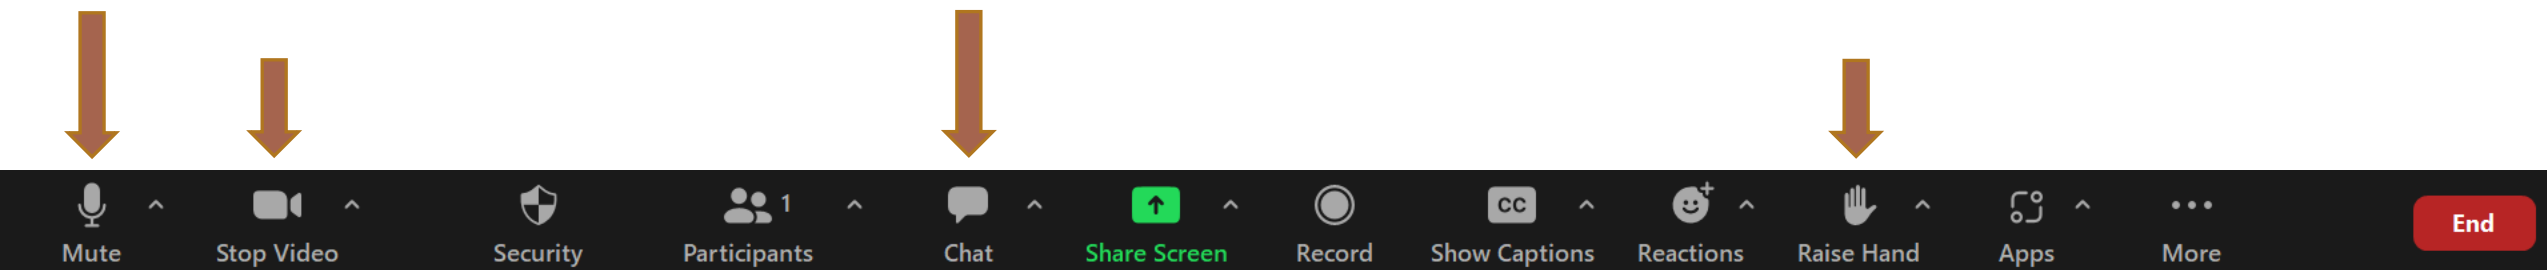 1
CC
Mute Stop Video Security Participants Chat Share Screen Record Show Captions Reactions Raise Hand Apps More End